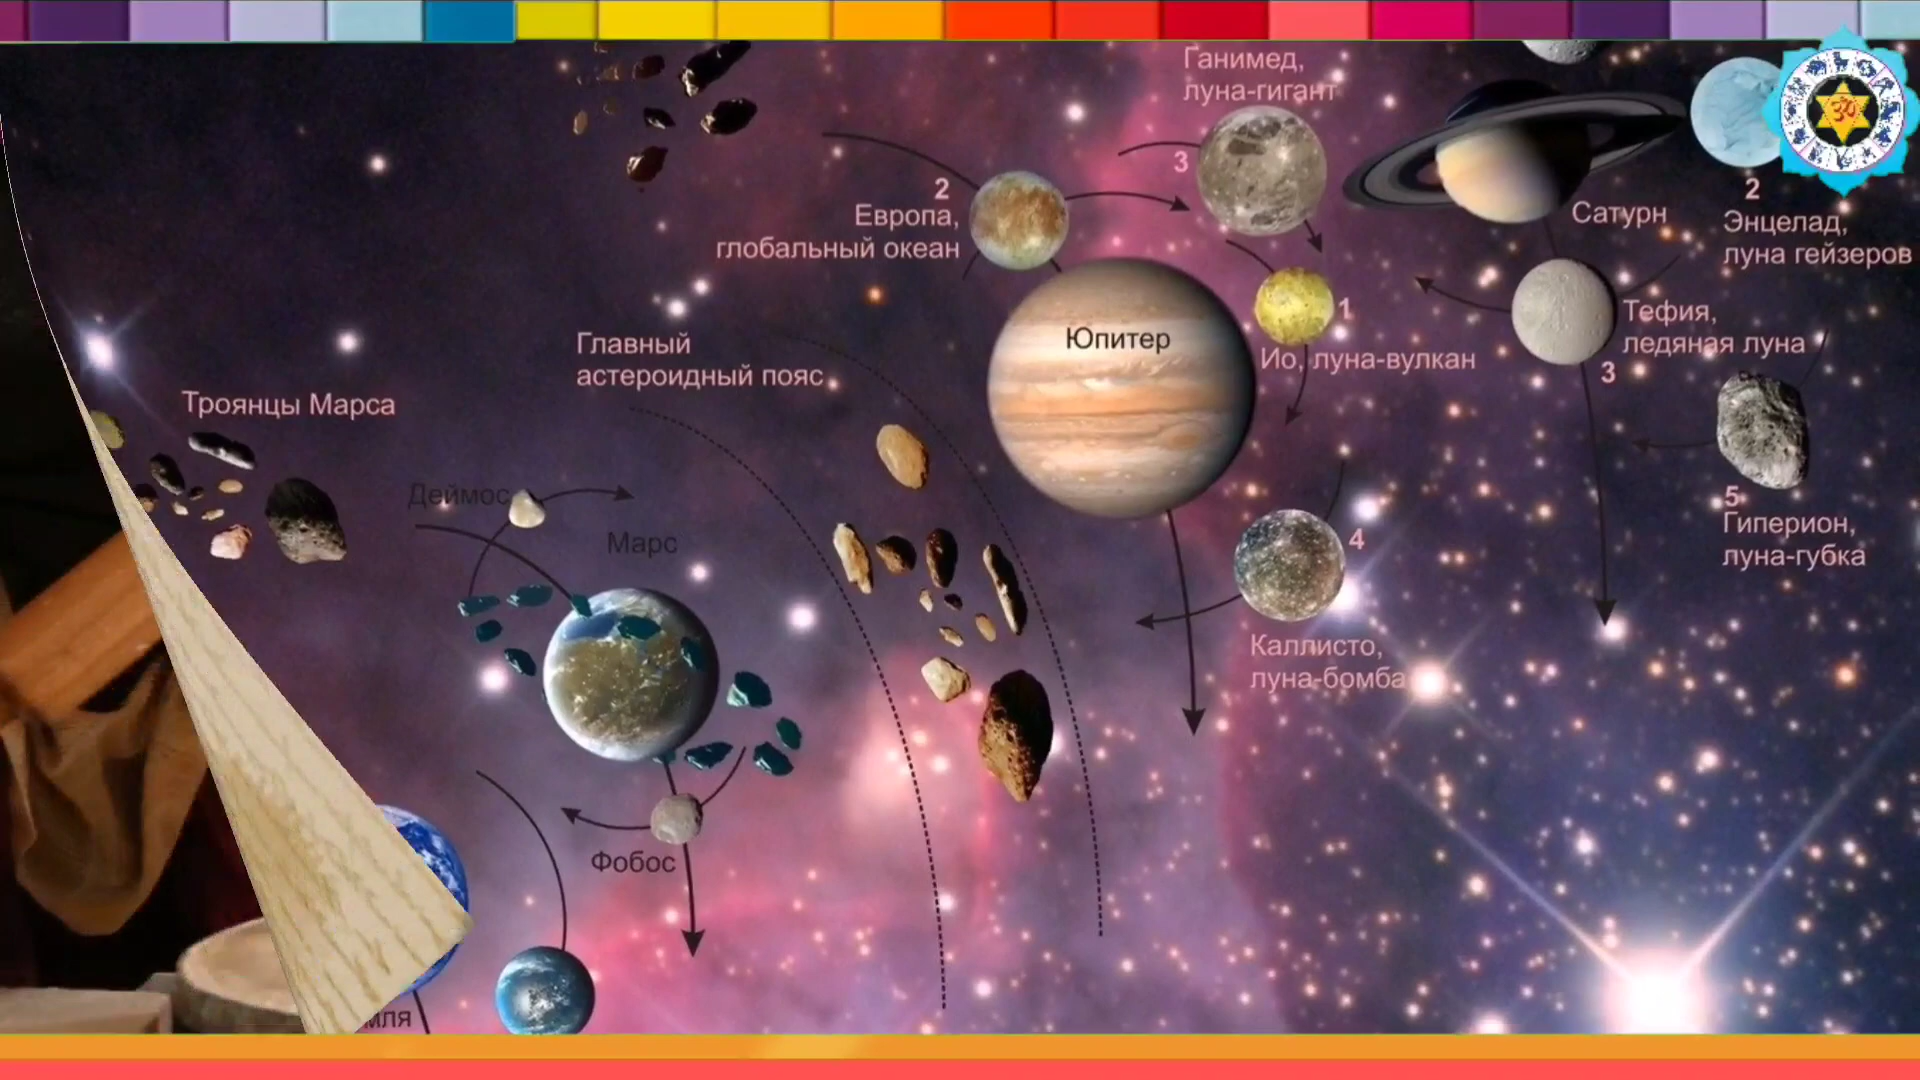 Ганимед,
луна-гигант
3
2
Европа,
глобальный океан
Сатурн
2
Энцелад,
луна гейзеров
Юпитер
1
Ио, луна-вулкан
Тефия,
ледяная луна
3
Главный
астероидный пояс
Троянцы Марса
Деймос
Марс
5
Гиперион,
луна-губка
4
Каллисто,
луна-бомба
Фобос
мля
ॐ